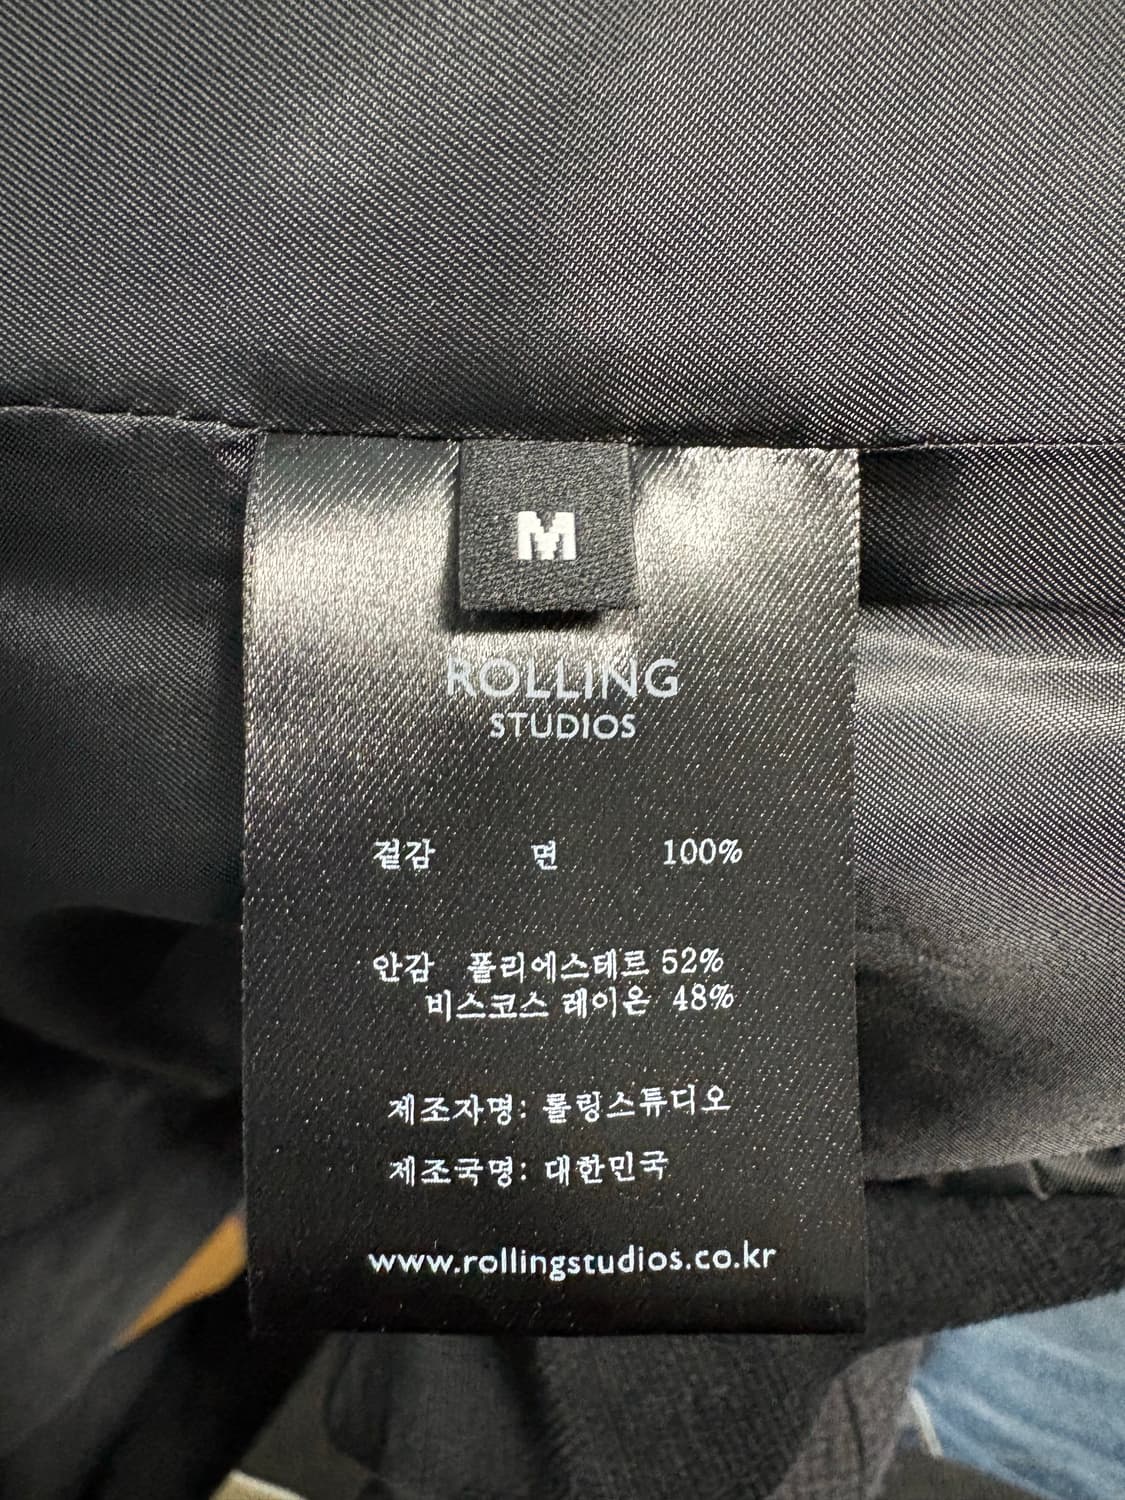 M
ROLLING
STUDIOS
겉감 면 100%
안감 폴리에스테르 52%
비스코스 레이온 48%
제조자명: 롤링스튜디오
제조국명: 대한민국
www.rollingstudios.co.kr